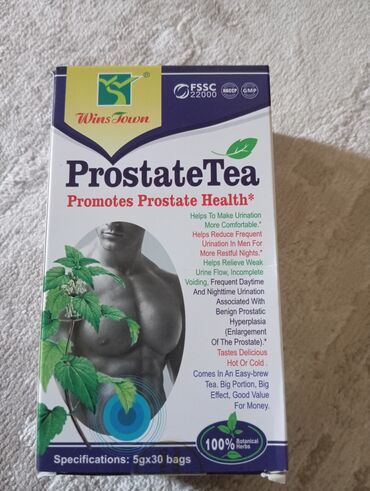 Wins Town
®
FSSC
22000
HACCP
GMP
ProstateTea
Promotes Prostate Health*
Helps To Make Urination
More Comfortable.*
Helps Reduce Frequent
Urination In Men For
More Restful Nights.*
Helps Relieve Weak
Urine Flow, Incomplete
Voiding, Frequent Daytime
And Nighttime Urination
Associated With
Benign Prostatic
Hyperplasia
(Enlargement
Of The Prostate).*
Tastes Delicious
Hot Or Cold .
Comes In An Easy-brew
Tea. Big Portion, Big
Effect, Good Value
For Money.
100% Botanical
Herbs
Specifications: 5gx30 bags